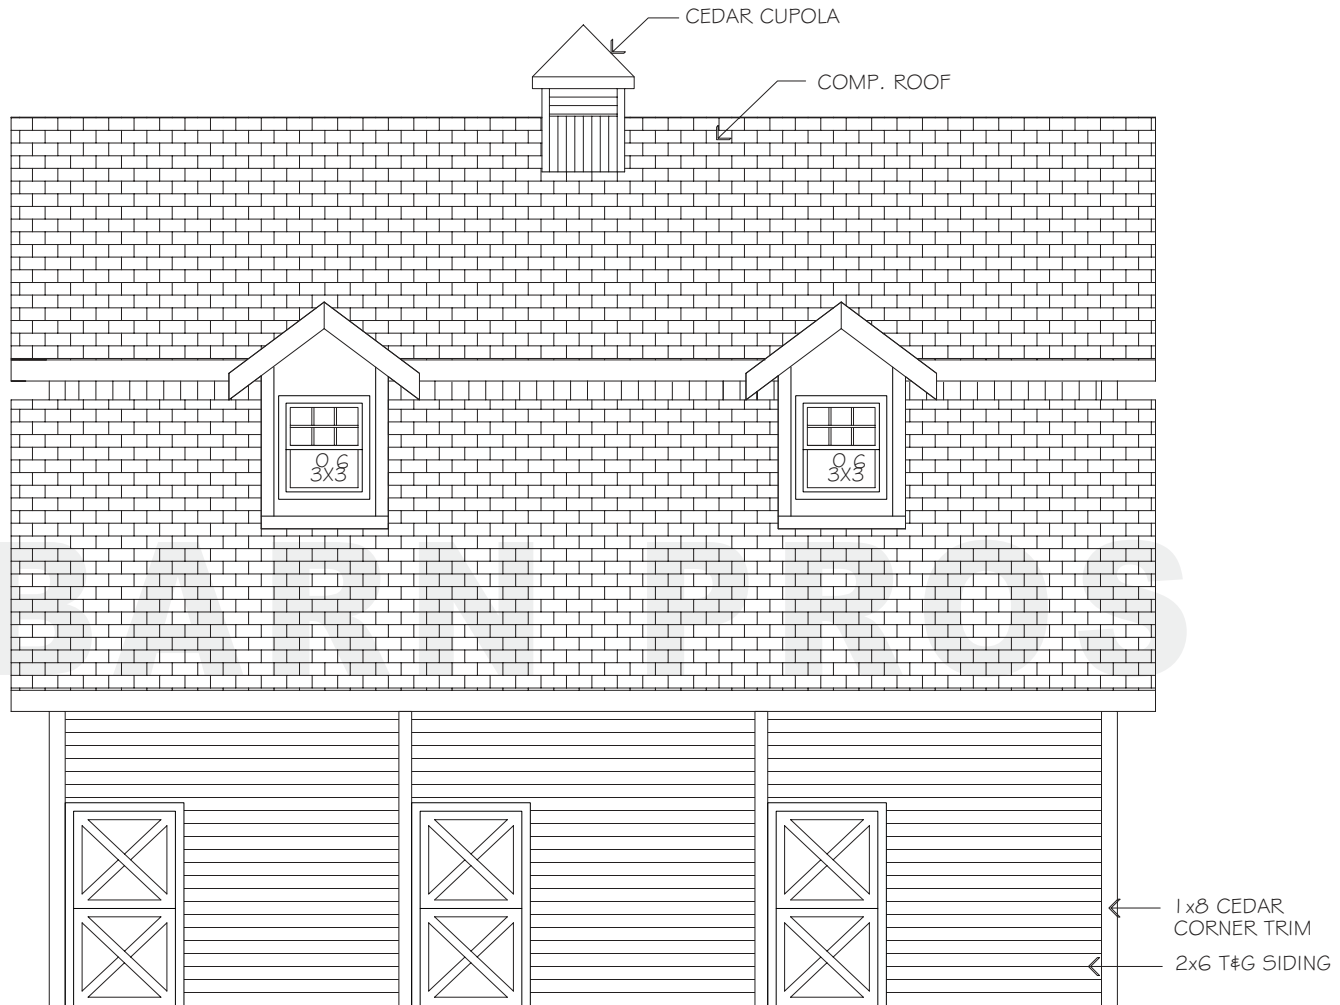 CEDAR CUPOLA
COMP. ROOF
0 6
3X3
0 6
3X3
BARN PROS
1x8 CEDAR
CORNER TRIM
2x6 T&G SIDING